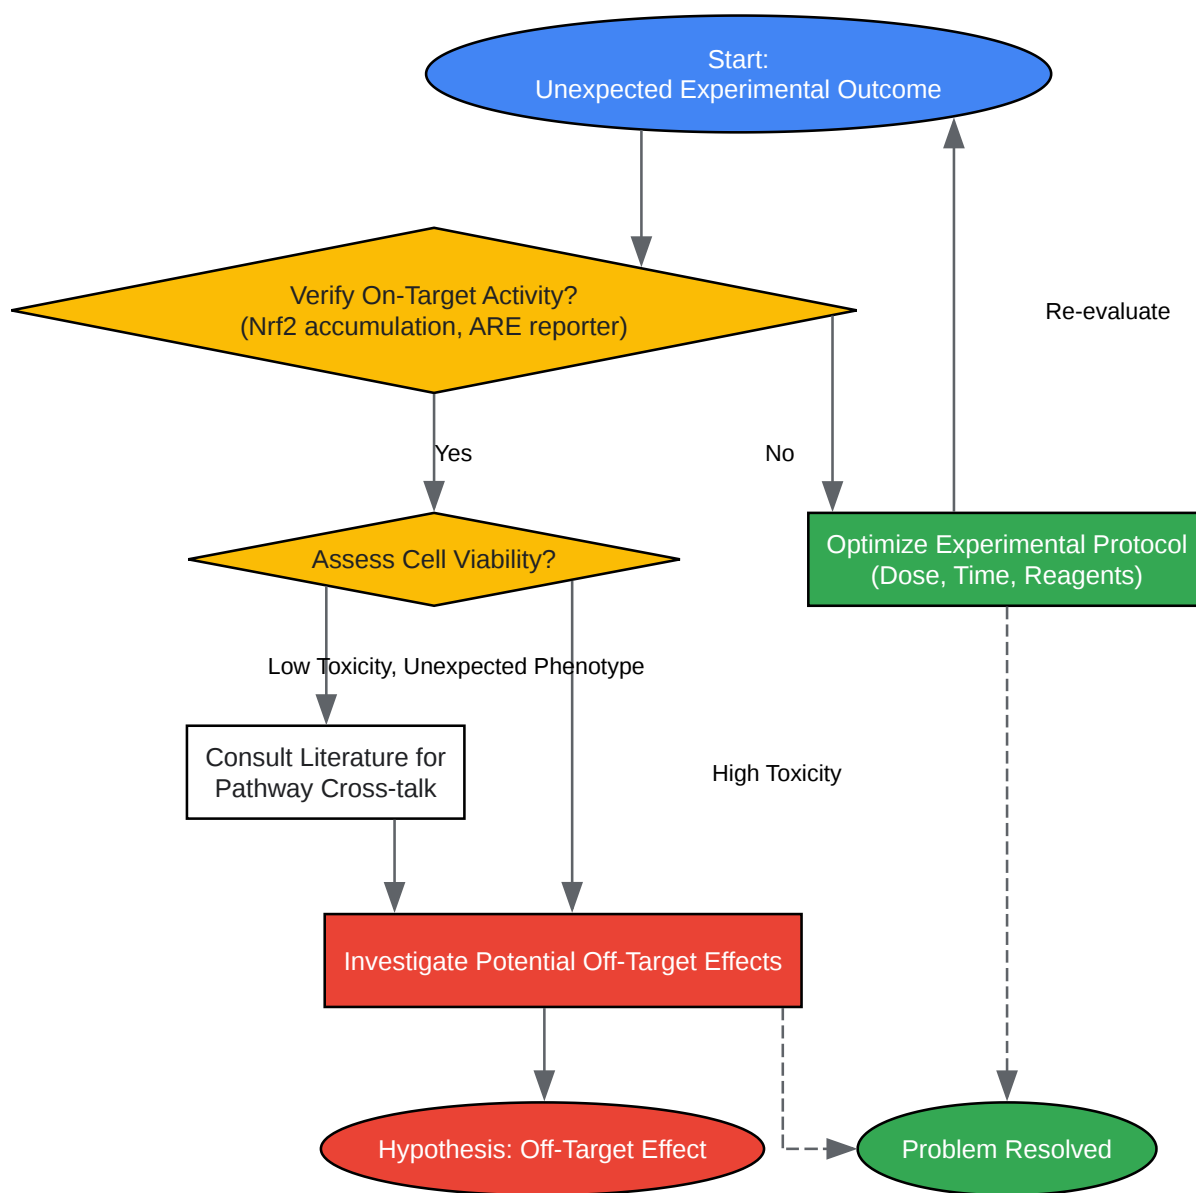 Start:
Unexpected Experimental Outcome
Verify On-Target Activity?
(Nrf2 accumulation, ARE reporter)
Re-evaluate
Yes
No
Assess Cell Viability?
Optimize Experimental Protocol
(Dose, Time, Reagents)
Low Toxicity, Unexpected Phenotype
Consult Literature for
Pathway Cross-talk
High Toxicity
Investigate Potential Off-Target Effects
Hypothesis: Off-Target Effect
Problem Resolved